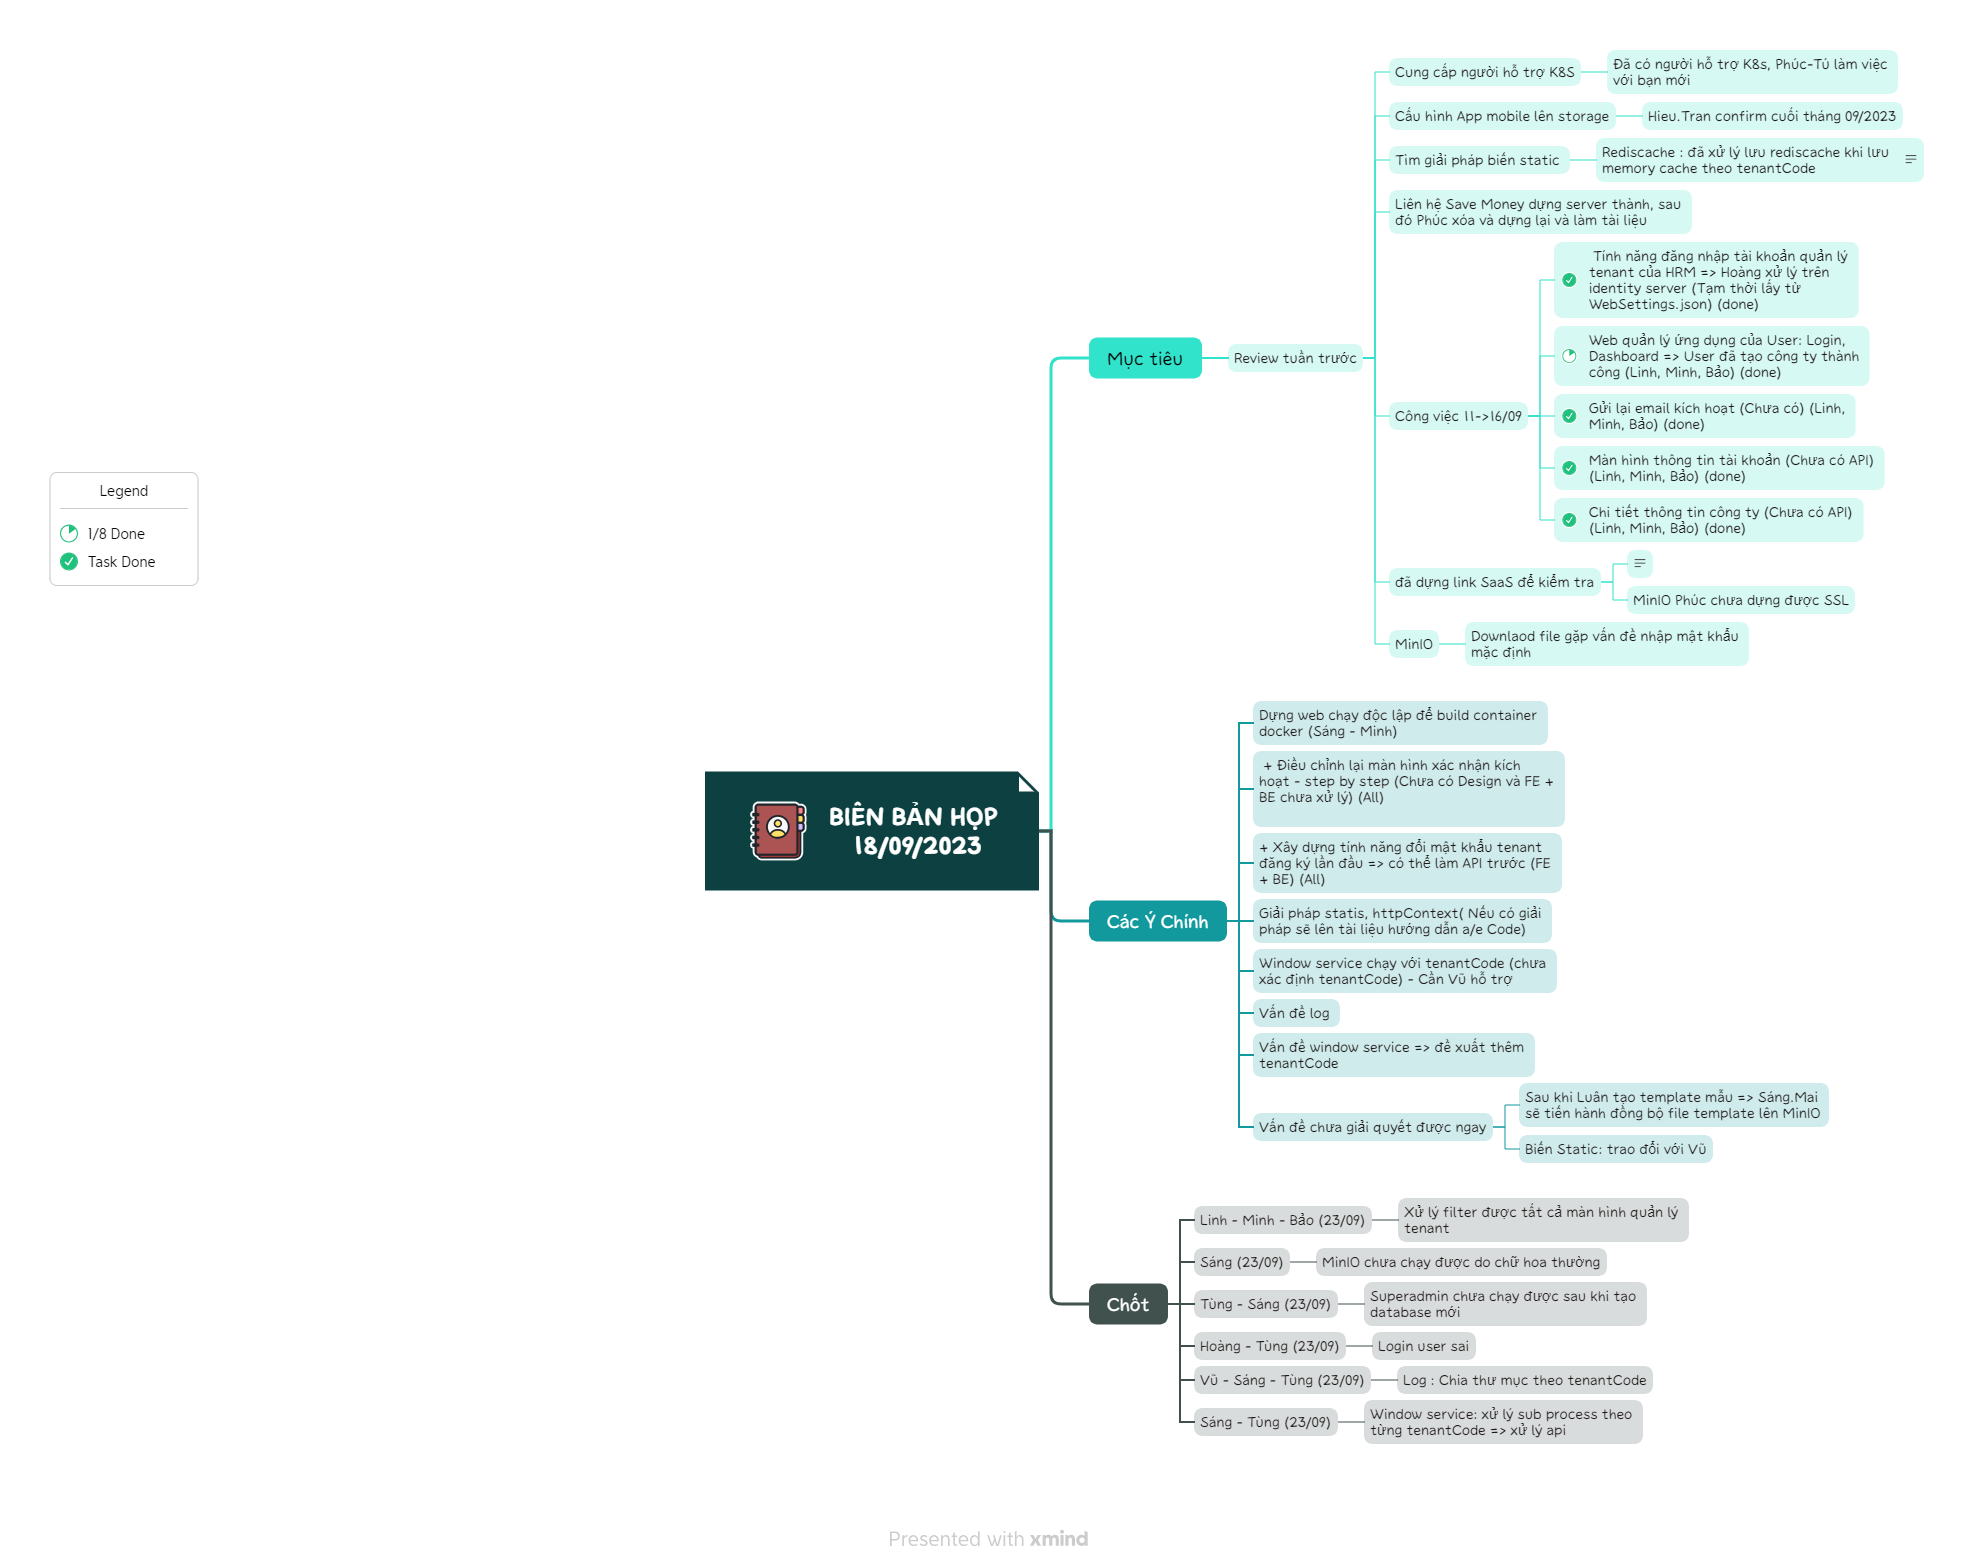 Cung cấp người hỗ trợ K&S
Đã có người hỗ trợ K&s, Phúc-Tú làm việc
với bạn mới
Cấu hình App mobile lên storage
Hieu.Tran confirm cuối tháng 09/2023
Tìm giải pháp biến static
Rediscache : đã xử lý lưu rediscache khi lưu
memory cache theo tenantCode
Liên hệ Save Money dựng server thành, sau
đó Phúc xóa và dựng lại và làm tài liệu
Tính năng đăng nhập tài khoản quản lý
tenant của HRM => Hoàng xử lý trên
identity server (Tạm thời lấy từ
WebSettings.json) (done)
Web quản lý ứng dụng của User: Login,
Dashboard => User đã tạo công ty thành
công (Linh, Minh, Bảo) (done)
Mục tiêu
Review tuần trước
Công việc 11->16/09
Gửi lại email kích hoạt (Chưa có) (Linh,
Minh, Bảo) (done)
Màn hình thông tin tài khoản (Chưa có API)
(Linh, Minh, Bảo) (done)
Chi tiết thông tin công ty (Chưa có API)
(Linh, Minh, Bảo) (done)
Legend
1/8 Done
Task Done
đã dựng link SaaS để kiểm tra
MinIO Phúc chưa dựng được SSL
MinIO
Downlaod file gặp vấn đề nhập mật khẩu
mặc định
BIÊN BẢN HỌP
18/09/2023
Dựng web chạy độc lập để build container
docker (Sáng - Minh)
+ Điều chỉnh lại màn hình xác nhận kích
hoạt - step by step (Chưa có Design và FE +
BE chưa xử lý) (All)
+ Xây dựng tính năng đổi mật khẩu tenant
đăng ký lần đầu => có thể làm API trước (FE
+ BE) (All)
Các Ý Chính
Giải pháp statis, httpContext( Nếu có giải
pháp sẽ lên tài liệu hướng dẫn a/e Code)
Window service chạy với tenantCode (chưa
xác định tenantCode) - Cần Vũ hỗ trợ
Vấn đề log
Vấn đề window service => đề xuất thêm
tenantCode
Vấn đề chưa giải quyết được ngay
Sau khi Luân tạo template mẫu => Sáng.Mai
sẽ tiến hành đồng bộ file template lên MinIO
Biến Static: trao đổi với Vũ
Chốt
Linh - Minh - Bảo (23/09)
Xử lý filter được tất cả màn hình quản lý
tenant
Sáng (23/09)
MinIO chưa chạy được do chữ hoa thường
Tùng - Sáng (23/09)
Superadmin chưa chạy được sau khi tạo
database mới
Hoàng - Tùng (23/09)
Login user sai
Vũ - Sáng - Tùng (23/09)
Log : Chia thư mục theo tenantCode
Sáng - Tùng (23/09)
Window service: xử lý sub process theo
từng tenantCode => xử lý api
Presented with xmind